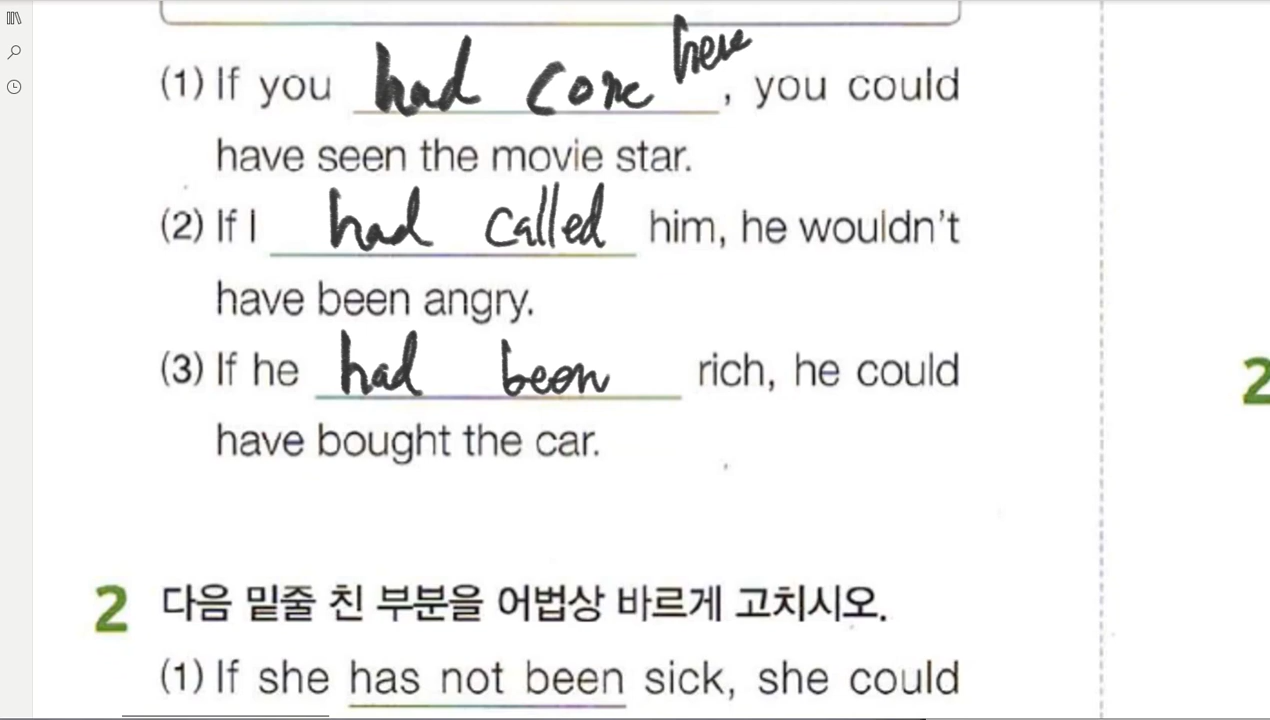 (1) If you had come here, you could
have seen the movie star.
(2) If I had called him, he wouldn't
have been angry.
(3) If he had been rich, he could
have bought the car.
2
2 다음 밑줄 친 부분을 어법상 바르게 고치시오.
(1) If she has not been sick, she could